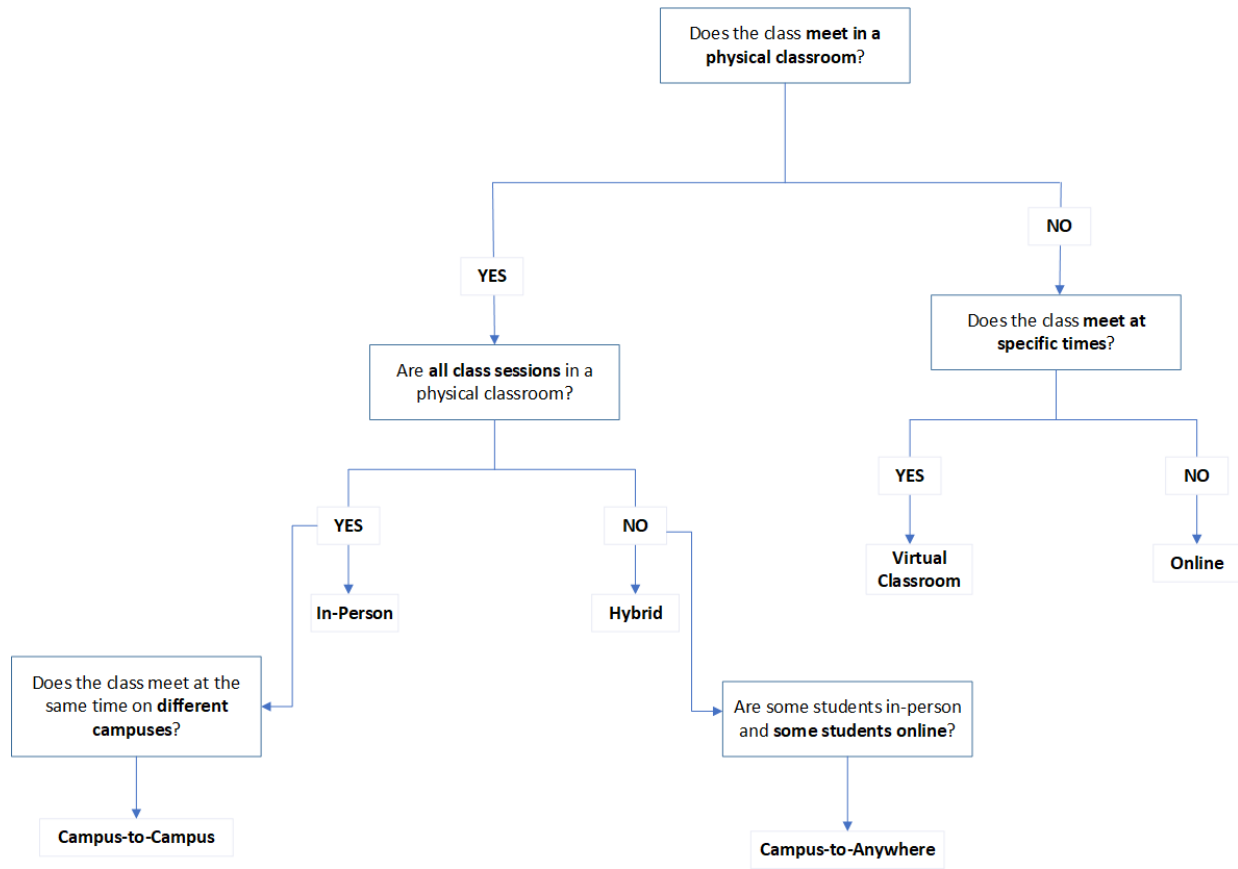 Does the class meet in a
physical classroom?
NO
YES
Does the class meet at
specific times?
Are all class sessions in a
physical classroom?
YES
NO
YES
NO
Virtual
Classroom
Online
In-Person
Hybrid
Does the class meet at the
same time on different
campuses?
Are some students in-person
and some students online?
Campus-to-Campus
Campus-to-Anywhere